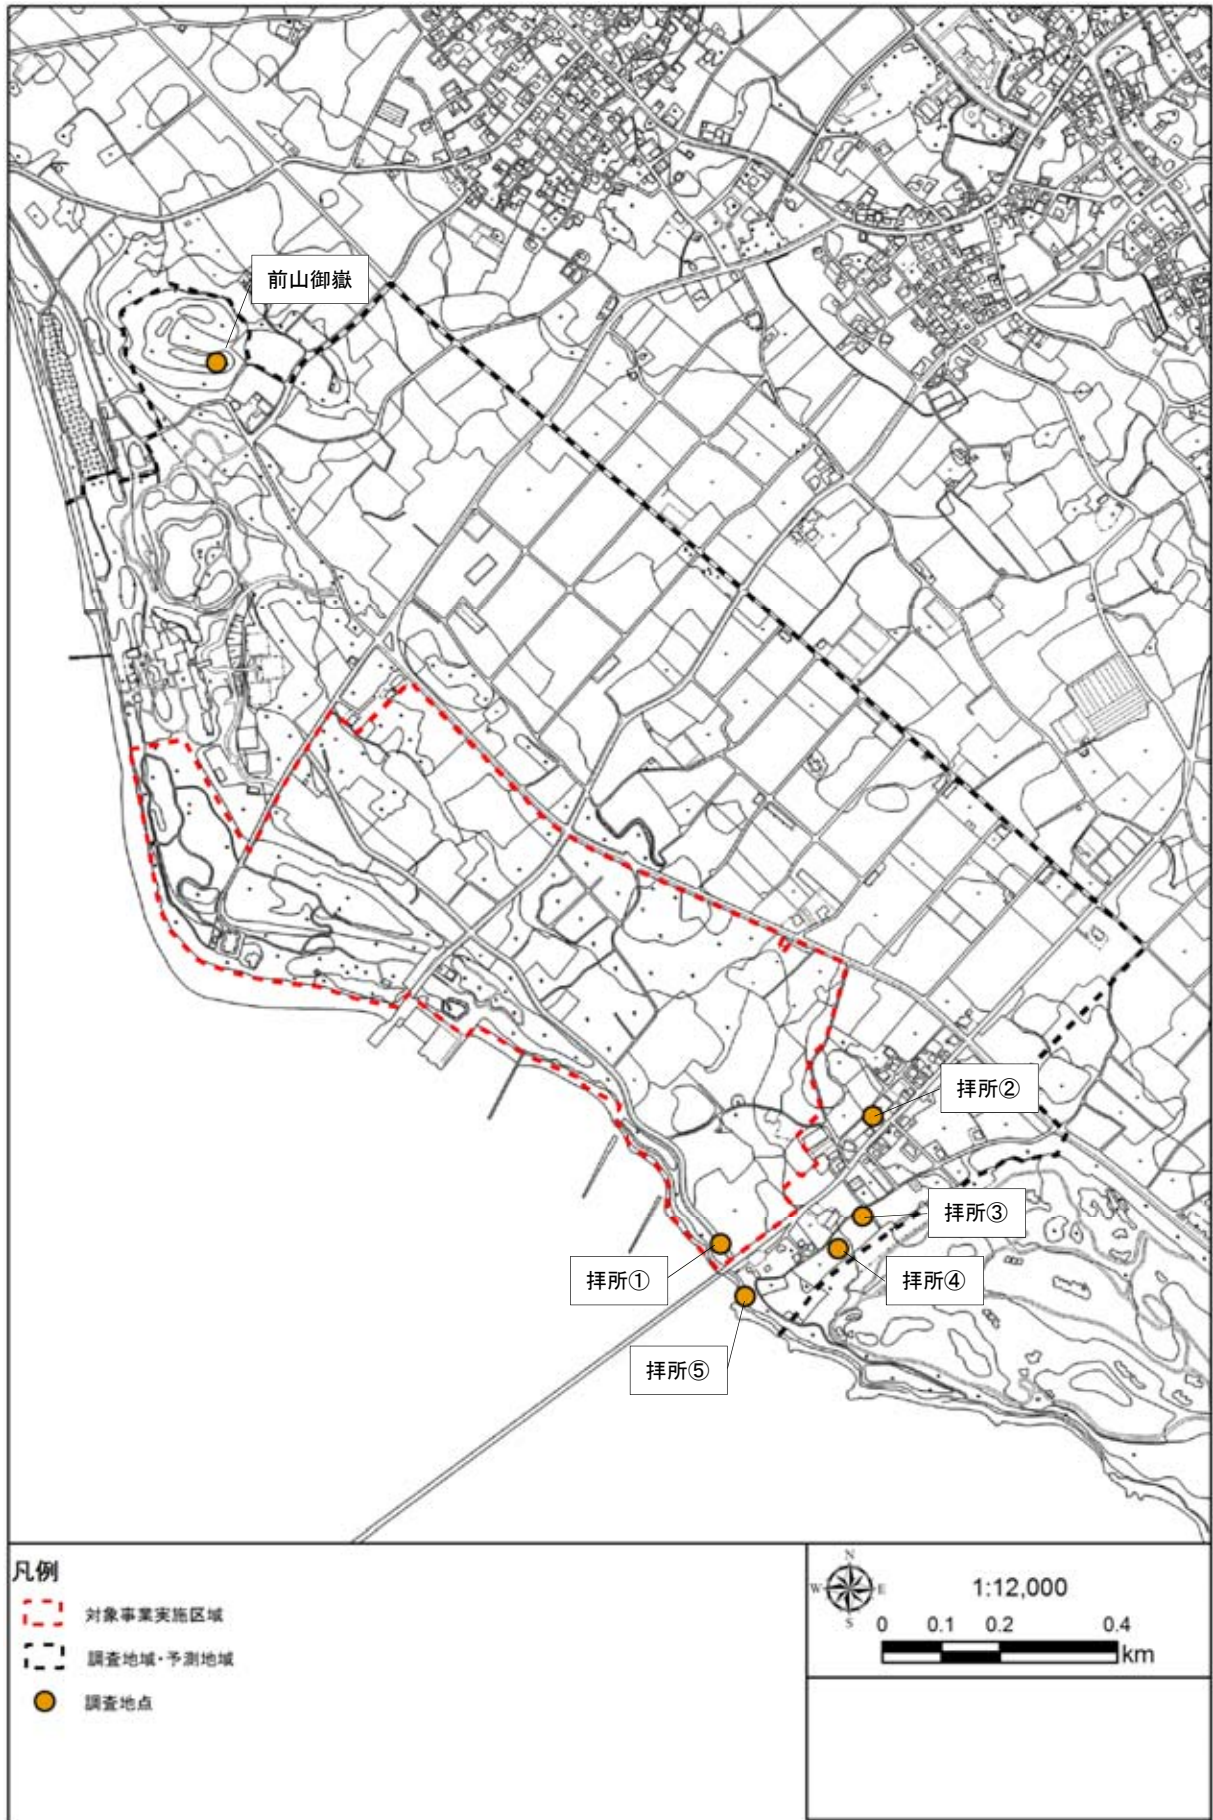 前山御嶽
拝所②
拝所③
拝所①
拝所④
拝所⑤
凡例
対象事業実施区域
調査地域・予測地域
調査地点
N
W E
S
1:12,000
0 0.1 0.2 0.4
km